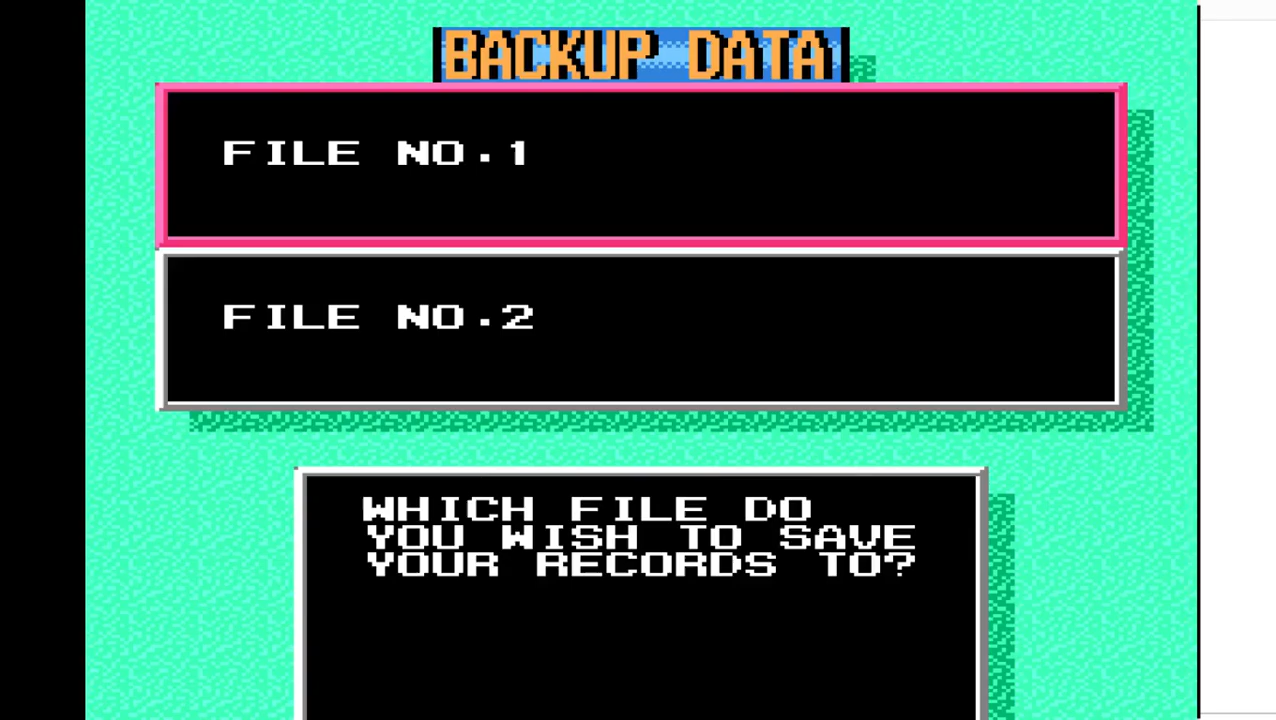 BACKUP DATA
FILE NO.1
FILE NO.2
WHICH FILE DO
YOU WISH TO SAVE
YOUR RECORDS TO?